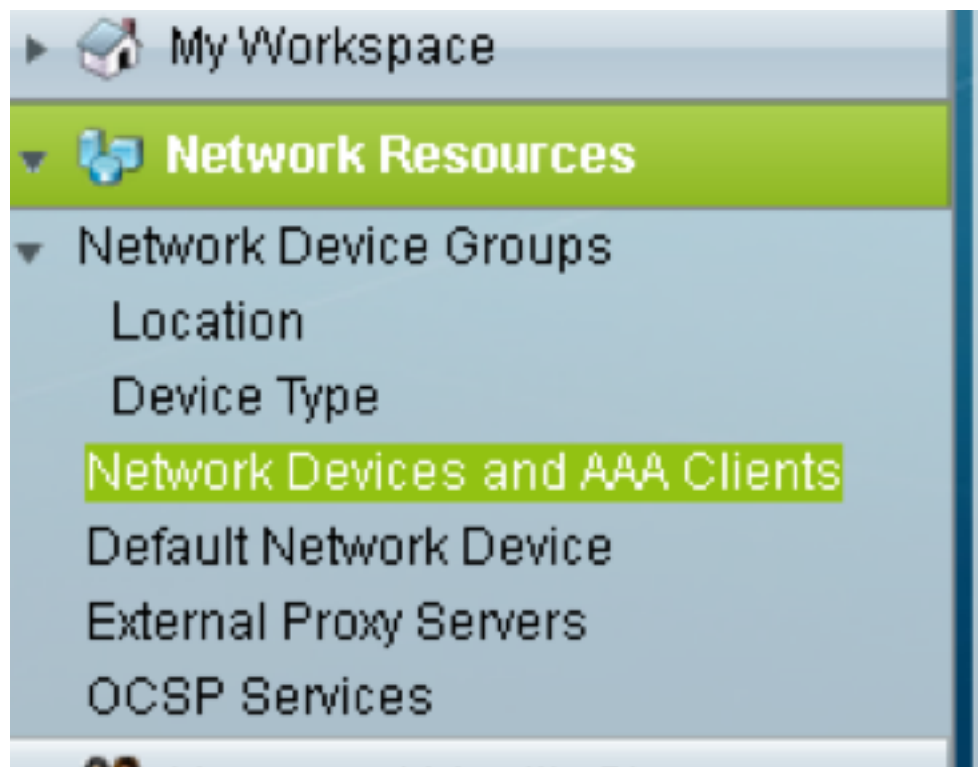 My Workspace
Network Resources
Network Device Groups
Location
Device Type
Network Devices and AAA Clients
Default Network Device
External Proxy Servers
OCSP Services